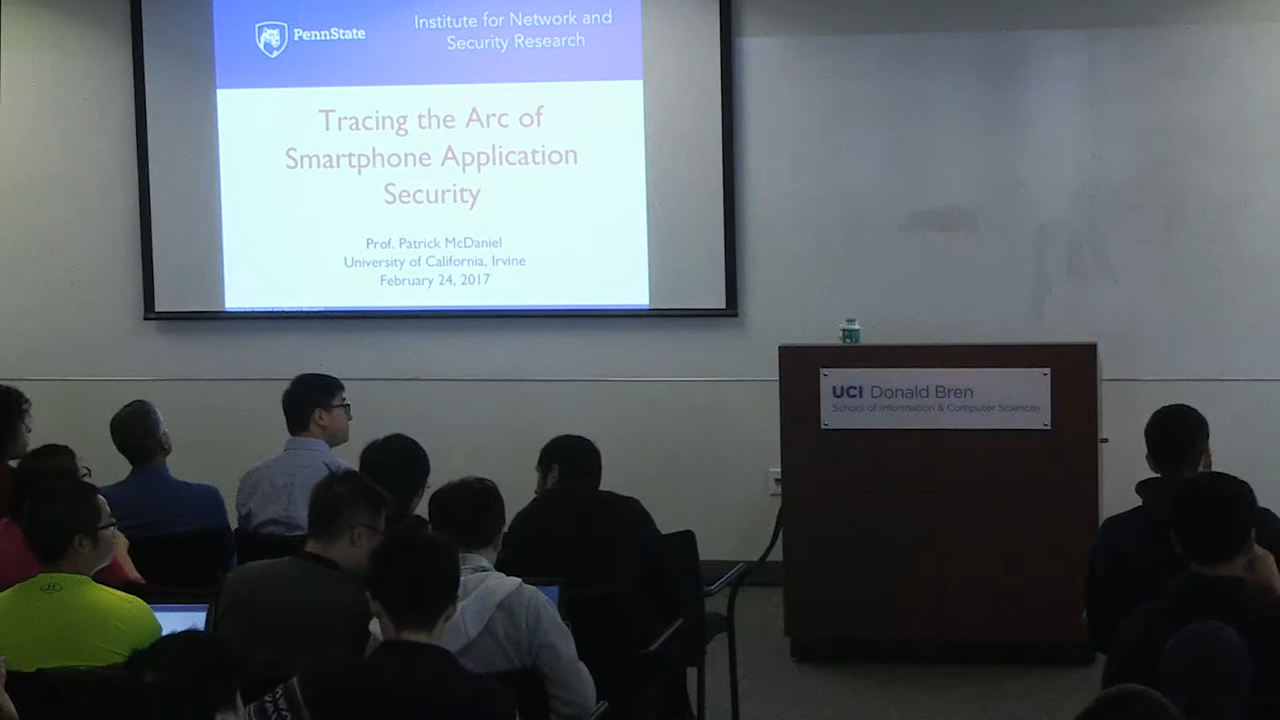 PennState
Institute for Network and
Security Research
Tracing the Arc of
Smartphone Application
Security
Prof. Patrick McDaniel
University of California, Irvine
February 24, 2017
UCI Donald Bren
School of Information & Computer Sciences